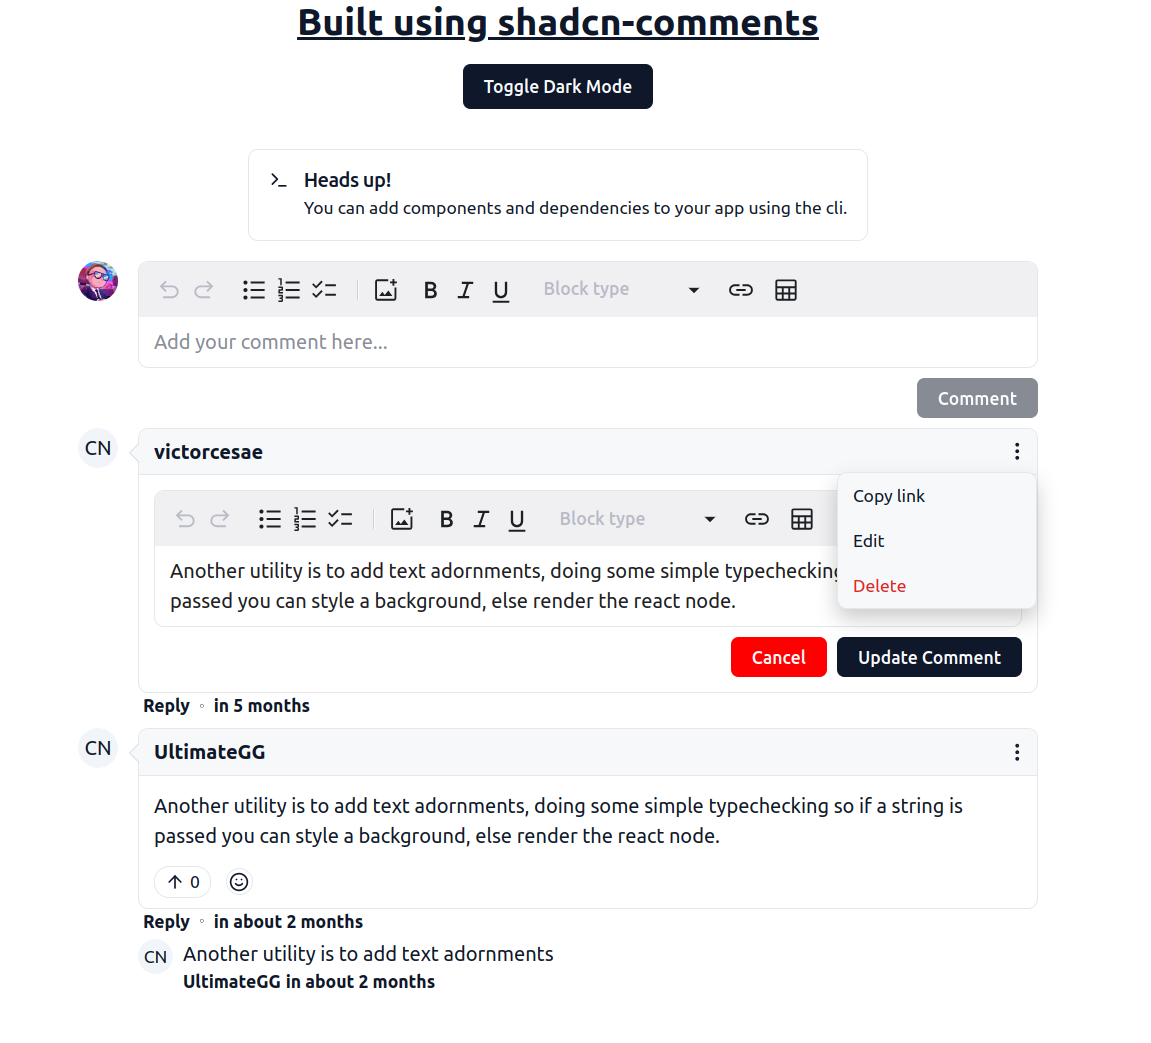 Built using shadcn-comments
Toggle Dark Mode
Heads up!
You can add components and dependencies to your app using the cli.
B I U Block type
Add your comment here...
Comment
CN victorcesae
Copy link
B I U Block type
Edit
Another utility is to add text adornments, doing some simple typechecking
Delete
passed you can style a background, else render the react node.
Cancel Update Comment
Reply ◦ in 5 months
CN UltimateGG
Another utility is to add text adornments, doing some simple typechecking so if a string is
passed you can style a background, else render the react node.
0
Reply ◦ in about 2 months
CN Another utility is to add text adornments
UltimateGG in about 2 months